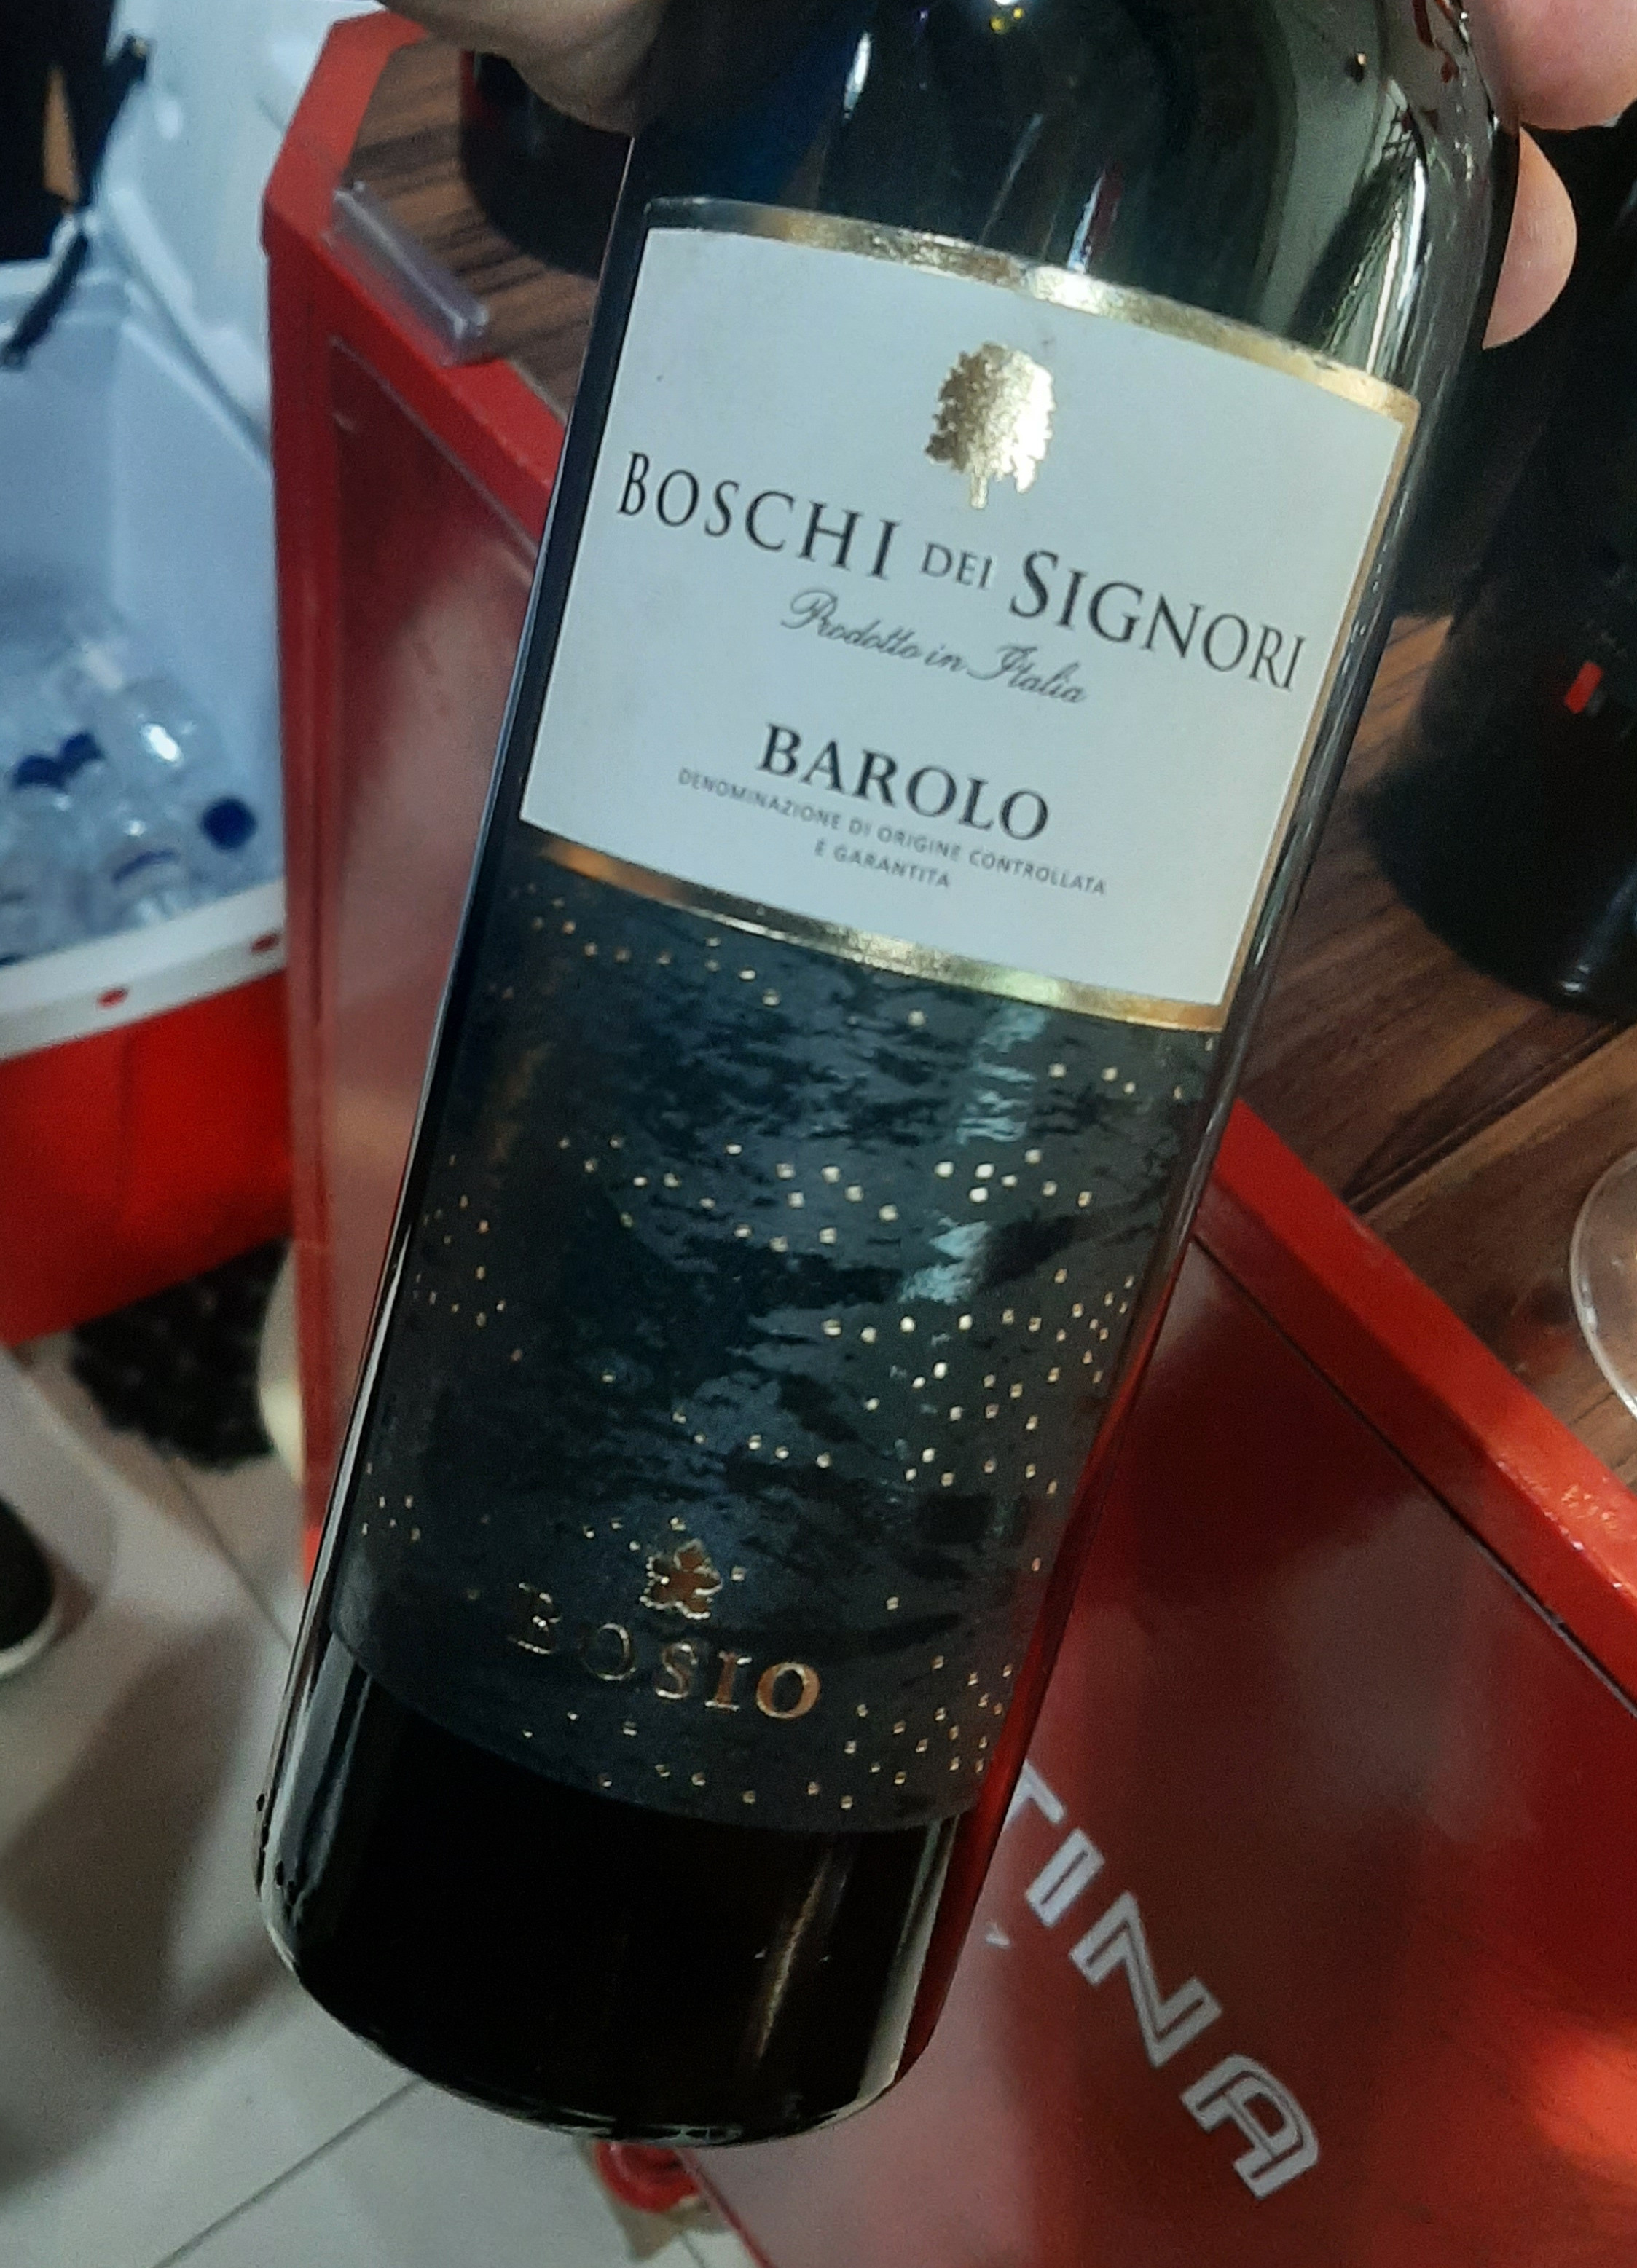 BOSCHI DEI SIGNORI
Prodotto in Italia
BAROLO
DENOMINAZIONE DI ORIGINE CONTROLLATA
E GARANTITA
BOSIO
TINA